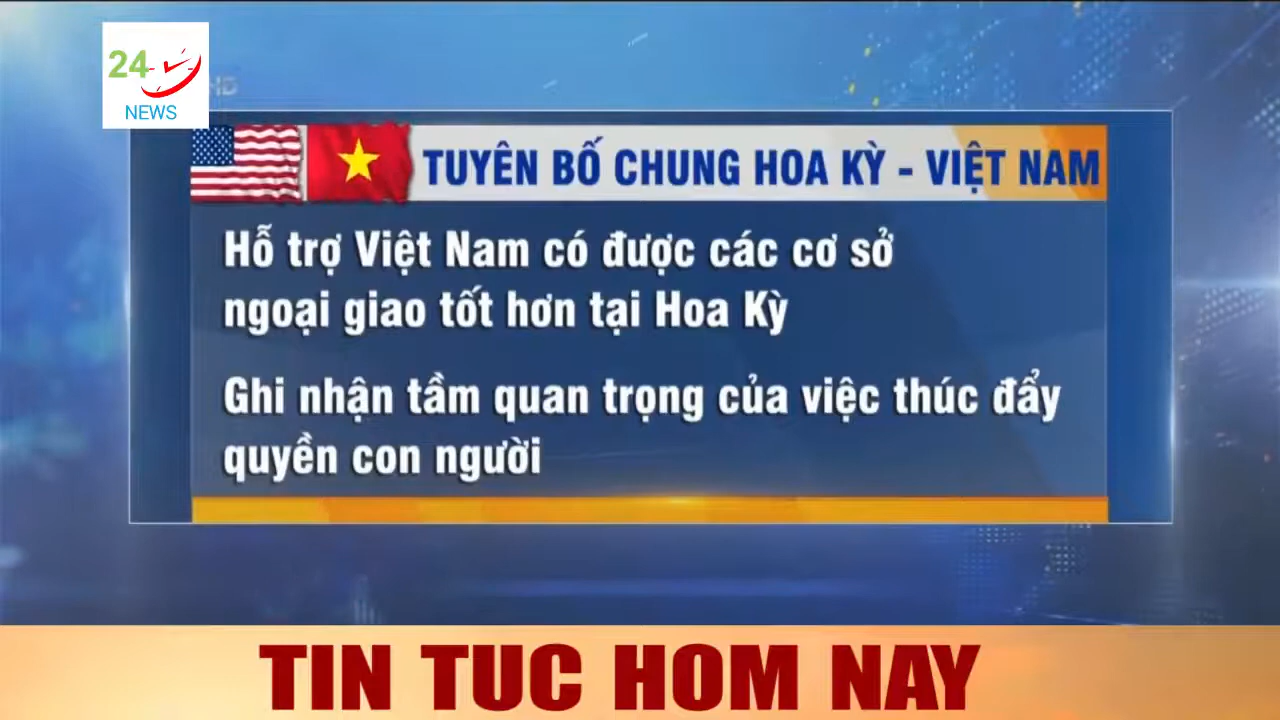 24
NEWS
HD
TUYÊN BỐ CHUNG HOA KỲ - VIỆT NAM
Hỗ trợ Việt Nam có được các cơ sở
ngoại giao tốt hơn tại Hoa Kỳ
Ghi nhận tầm quan trọng của việc thúc đẩy
quyền con người
TIN TUC HOM NAY